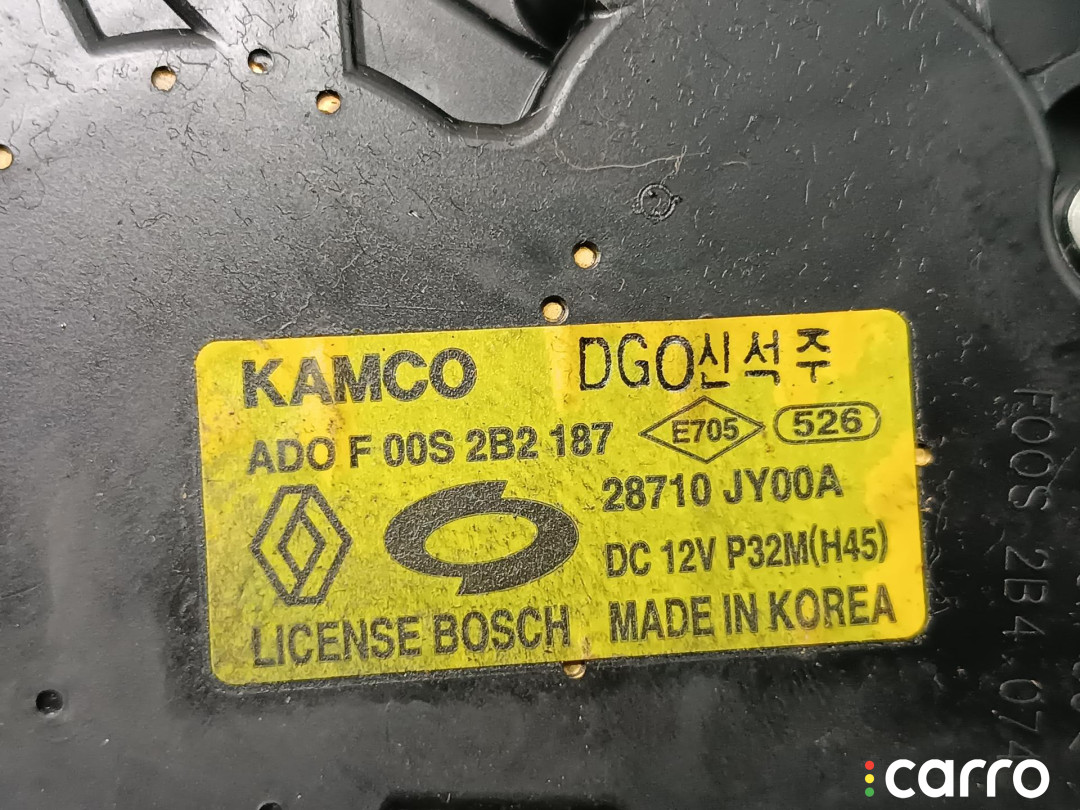 KAMCO
DGO신석주
ADO F 00S 2B2 187
E705
526
28710 JY00A
DC 12V P32M(H45)
LICENSE BOSCH
MADE IN KOREA
F00S 2B4 074
carro